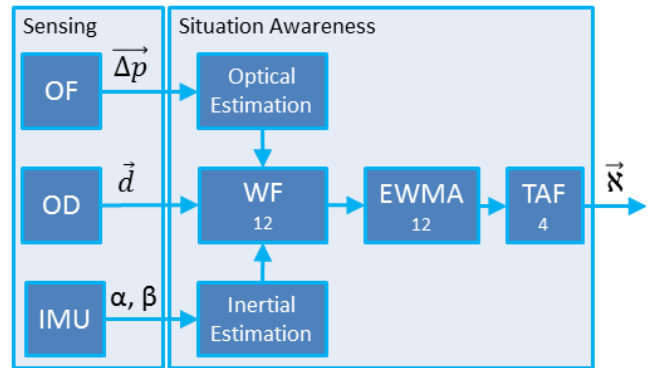 Sensing
Situation Awareness
OF
Δp⃗
Optical
Estimation
OD
d⃗
WF
12
EWMA
12
TAF
4
ℵ⃗
IMU
α, β
Inertial
Estimation